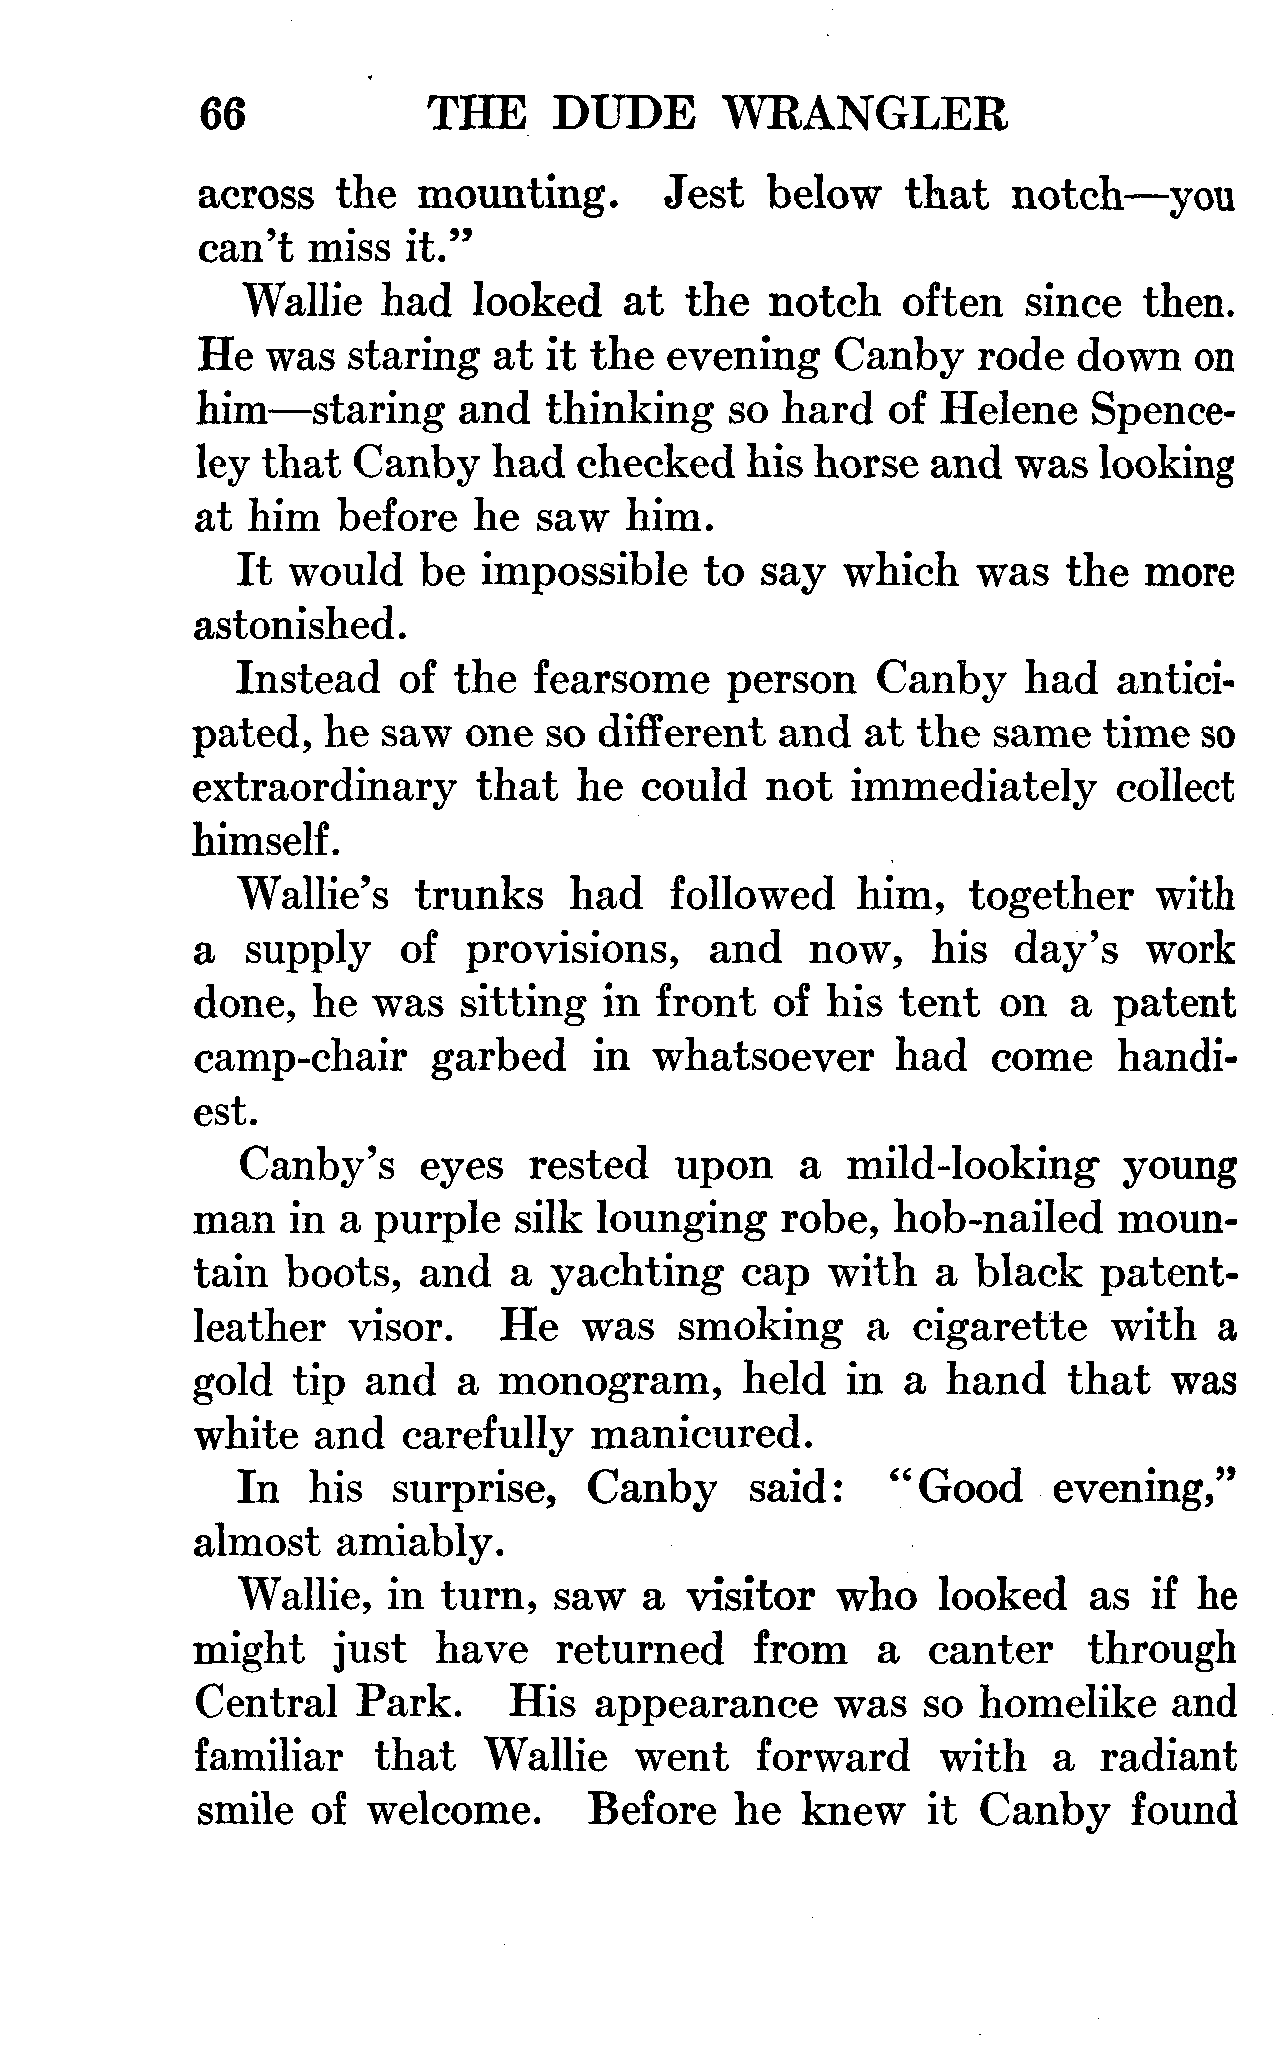 66 THE DUDE WRANGLER
across the mounting. Jest below that notch—you
can't miss it."
Wallie had looked at the notch often since then.
He was staring at it the evening Canby rode down on
him—staring and thinking so hard of Helene Spence-
ley that Canby had checked his horse and was looking
at him before he saw him.
It would be impossible to say which was the more
astonished.
Instead of the fearsome person Canby had antici-
pated, he saw one so different and at the same time so
extraordinary that he could not immediately collect
himself.
Wallie's trunks had followed him, together with
a supply of provisions, and now, his day's work
done, he was sitting in front of his tent on a patent
camp-chair garbed in whatsoever had come handi-
est.
Canby's eyes rested upon a mild-looking young
man in a purple silk lounging robe, hob-nailed moun-
tain boots, and a yachting cap with a black patent-
leather visor. He was smoking a cigarette with a
gold tip and a monogram, held in a hand that was
white and carefully manicured.
In his surprise, Canby said: "Good evening,"
almost amiably.
Wallie, in turn, saw a visitor who looked as if he
might just have returned from a canter through
Central Park. His appearance was so homelike and
familiar that Wallie went forward with a radiant
smile of welcome. Before he knew it Canby found